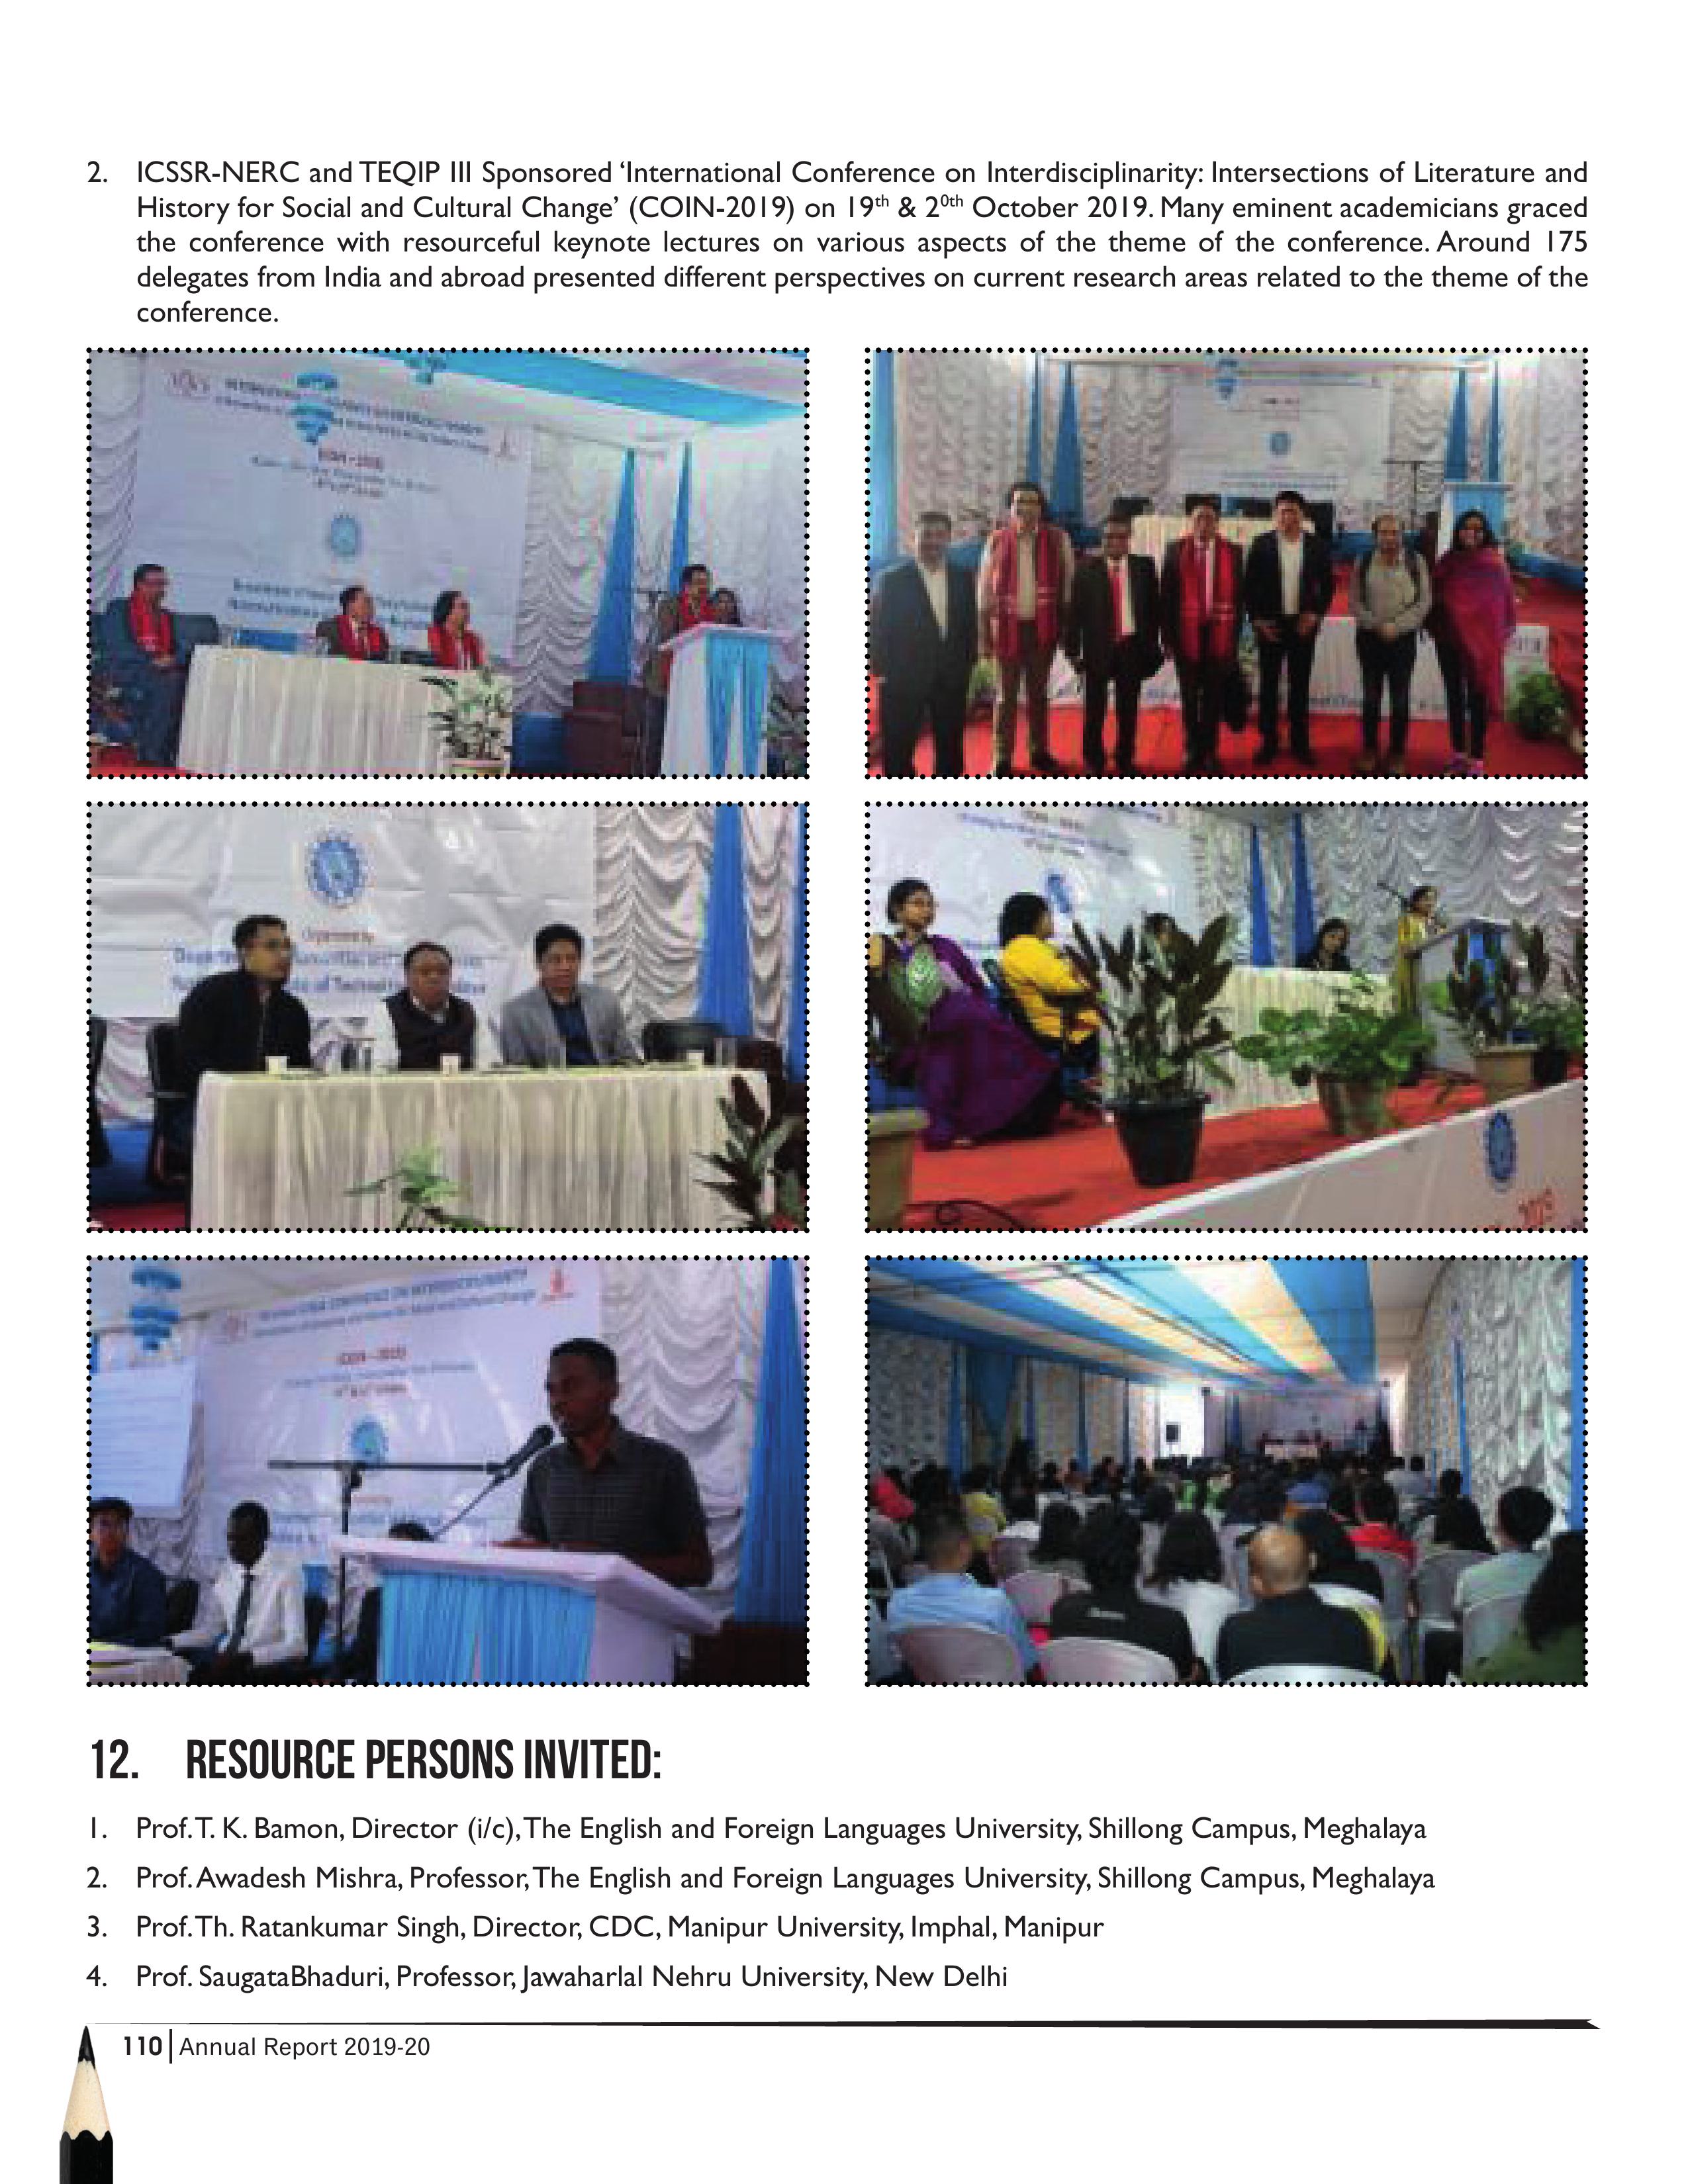 2. ICSSR-NERC and TEQIP III Sponsored ‘International Conference on Interdisciplinarity: Intersections of Literature and
History for Social and Cultural Change’ (COIN-2019) on 19th & 20th October 2019. Many eminent academicians graced
the conference with resourceful keynote lectures on various aspects of the theme of the conference. Around 175
delegates from India and abroad presented different perspectives on current research areas related to the theme of the
conference.
12. RESOURCE PERSONS INVITED:
1. Prof. T. K. Bamon, Director (i/c), The English and Foreign Languages University, Shillong Campus, Meghalaya
2. Prof. Awadesh Mishra, Professor, The English and Foreign Languages University, Shillong Campus, Meghalaya
3. Prof. Th. Ratankumar Singh, Director, CDC, Manipur University, Imphal, Manipur
4. Prof. SaugataBhaduri, Professor, Jawaharlal Nehru University, New Delhi
110 | Annual Report 2019-20